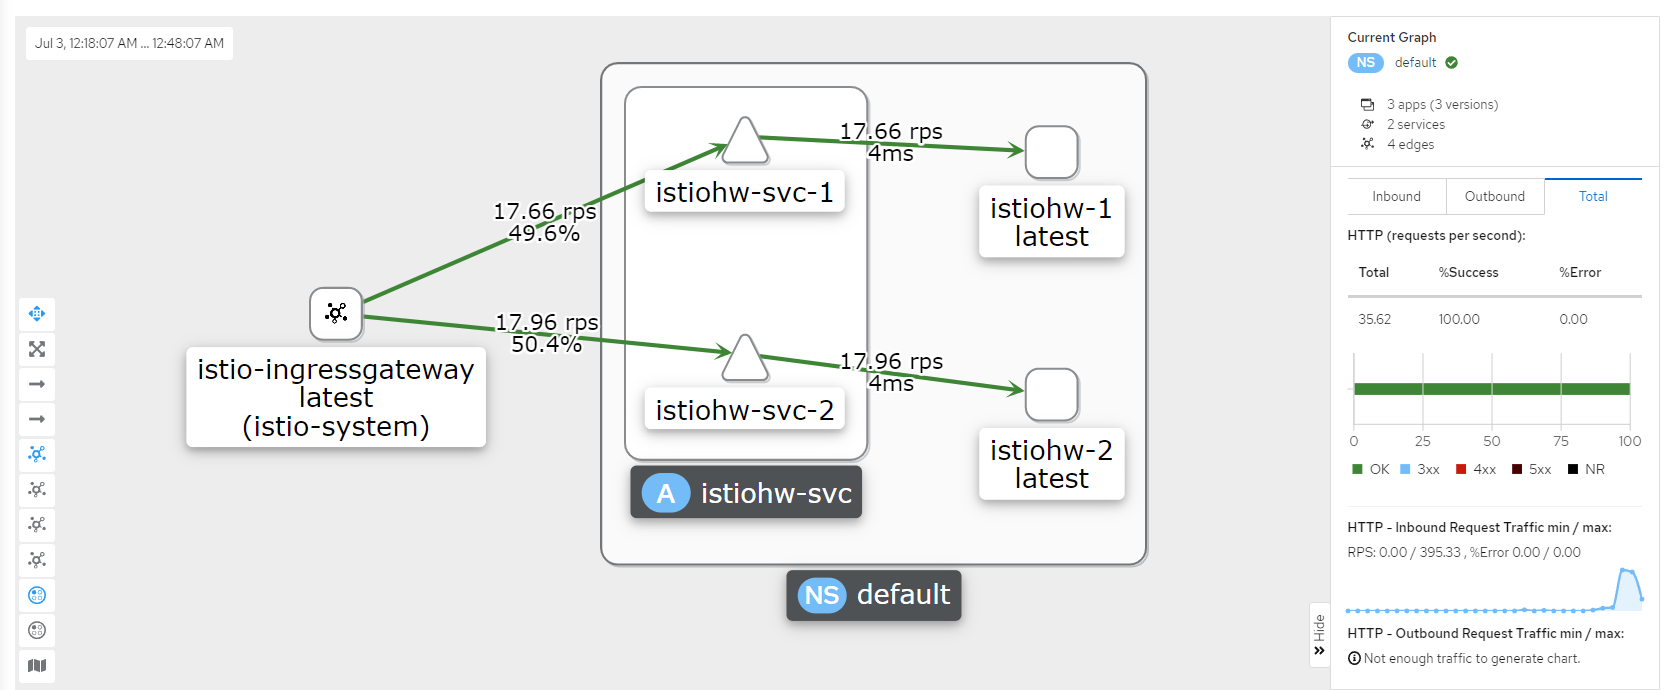 Jul 3, 12:18:07 AM ... 12:48:07 AM
17.66 rps
49.6%
17.96 rps
50.4%
istio-ingressgateway
latest
(istio-system)
istiohw-svc-1
istiohw-svc-2
A istiohw-svc
17.66 rps
4ms
17.96 rps
4ms
istiohw-1
latest
istiohw-2
latest
NS default
Hide
Current Graph
NS default
3 apps (3 versions)
2 services
4 edges
Inbound Outbound Total
HTTP (requests per second):
Total %Success %Error
35.62 100.00 0.00
0 25 50 75 100
OK 3xx 4xx 5xx NR
HTTP - Inbound Request Traffic min / max:
RPS: 0.00 / 395.33 , %Error 0.00 / 0.00
HTTP - Outbound Request Traffic min / max:
Not enough traffic to generate chart.